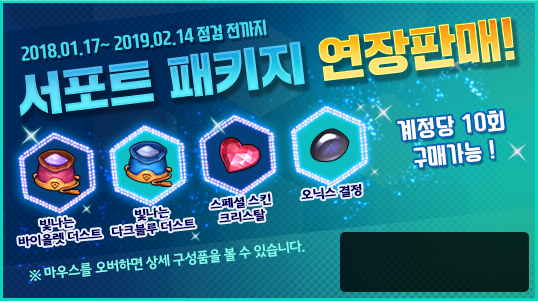 2018.01.17~ 2019.02.14 점검 전까지
서포트 패키지 연장판매!
계정당 10회
구매가능 !
빛나는
바이올렛 더스트
빛나는
다크블루 더스트
스페셜 스킨
크리스탈
오닉스 결정
※ 마우스를 오버하면 상세 구성품을 볼 수 있습니다.